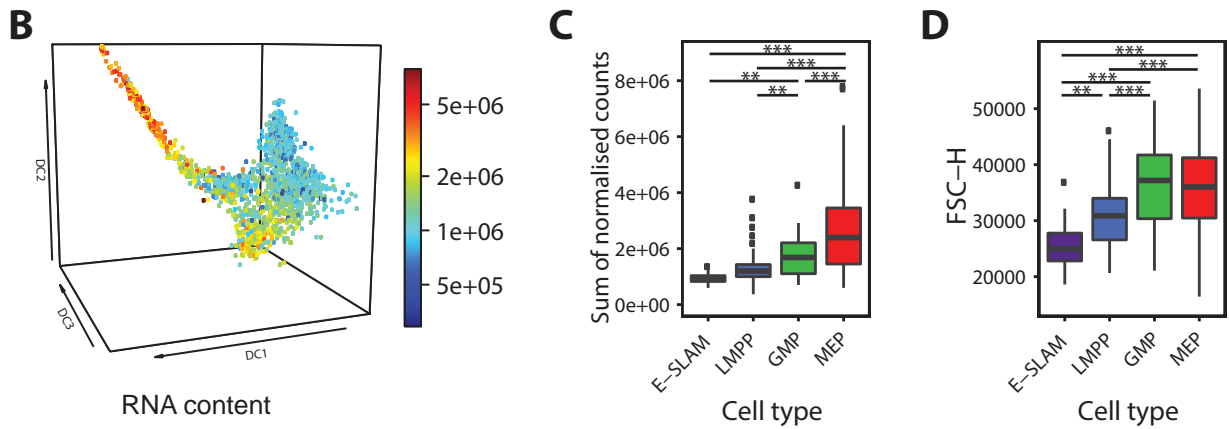 B
DC2
DC3
DC1
5e+06
2e+06
1e+06
5e+05
RNA content
C
Sum of normalised counts
8e+06
6e+06
4e+06
2e+06
0e+00
***
***
** ***
**
E−SLAM
LMPP
GMP
MEP
Cell type
D
FSC−H
50000
40000
30000
20000
***
***
***
** ***
E−SLAM
LMPP
GMP
MEP
Cell type